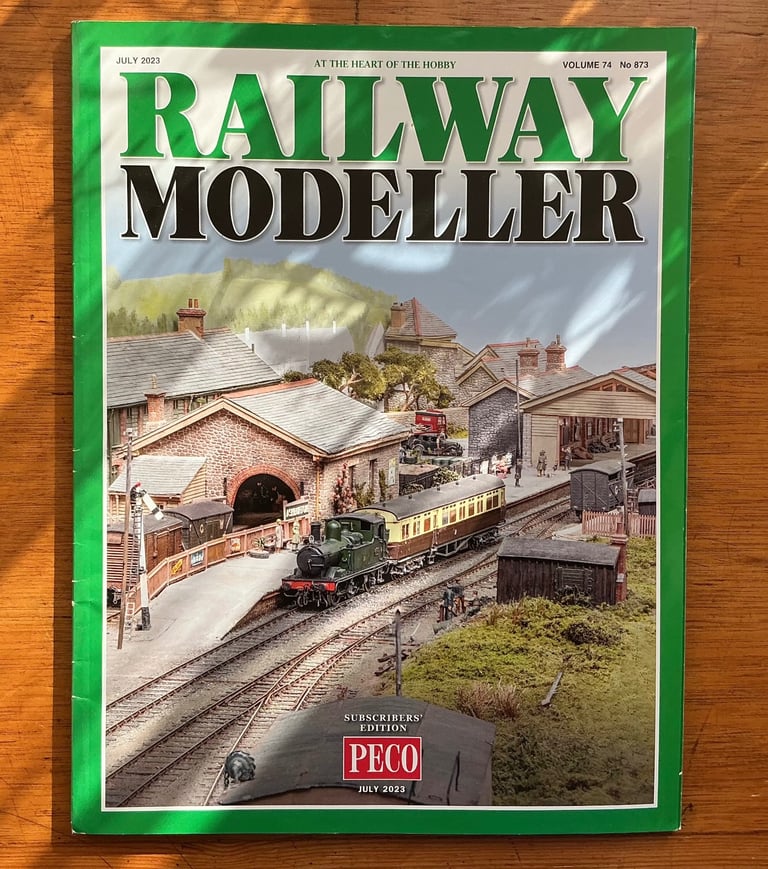 JULY 2023
AT THE HEART OF THE HOBBY
VOLUME 74 No 873
RAILWAY
MODELLER
SUBSCRIBERS'
EDITION
PECO
JULY 2023